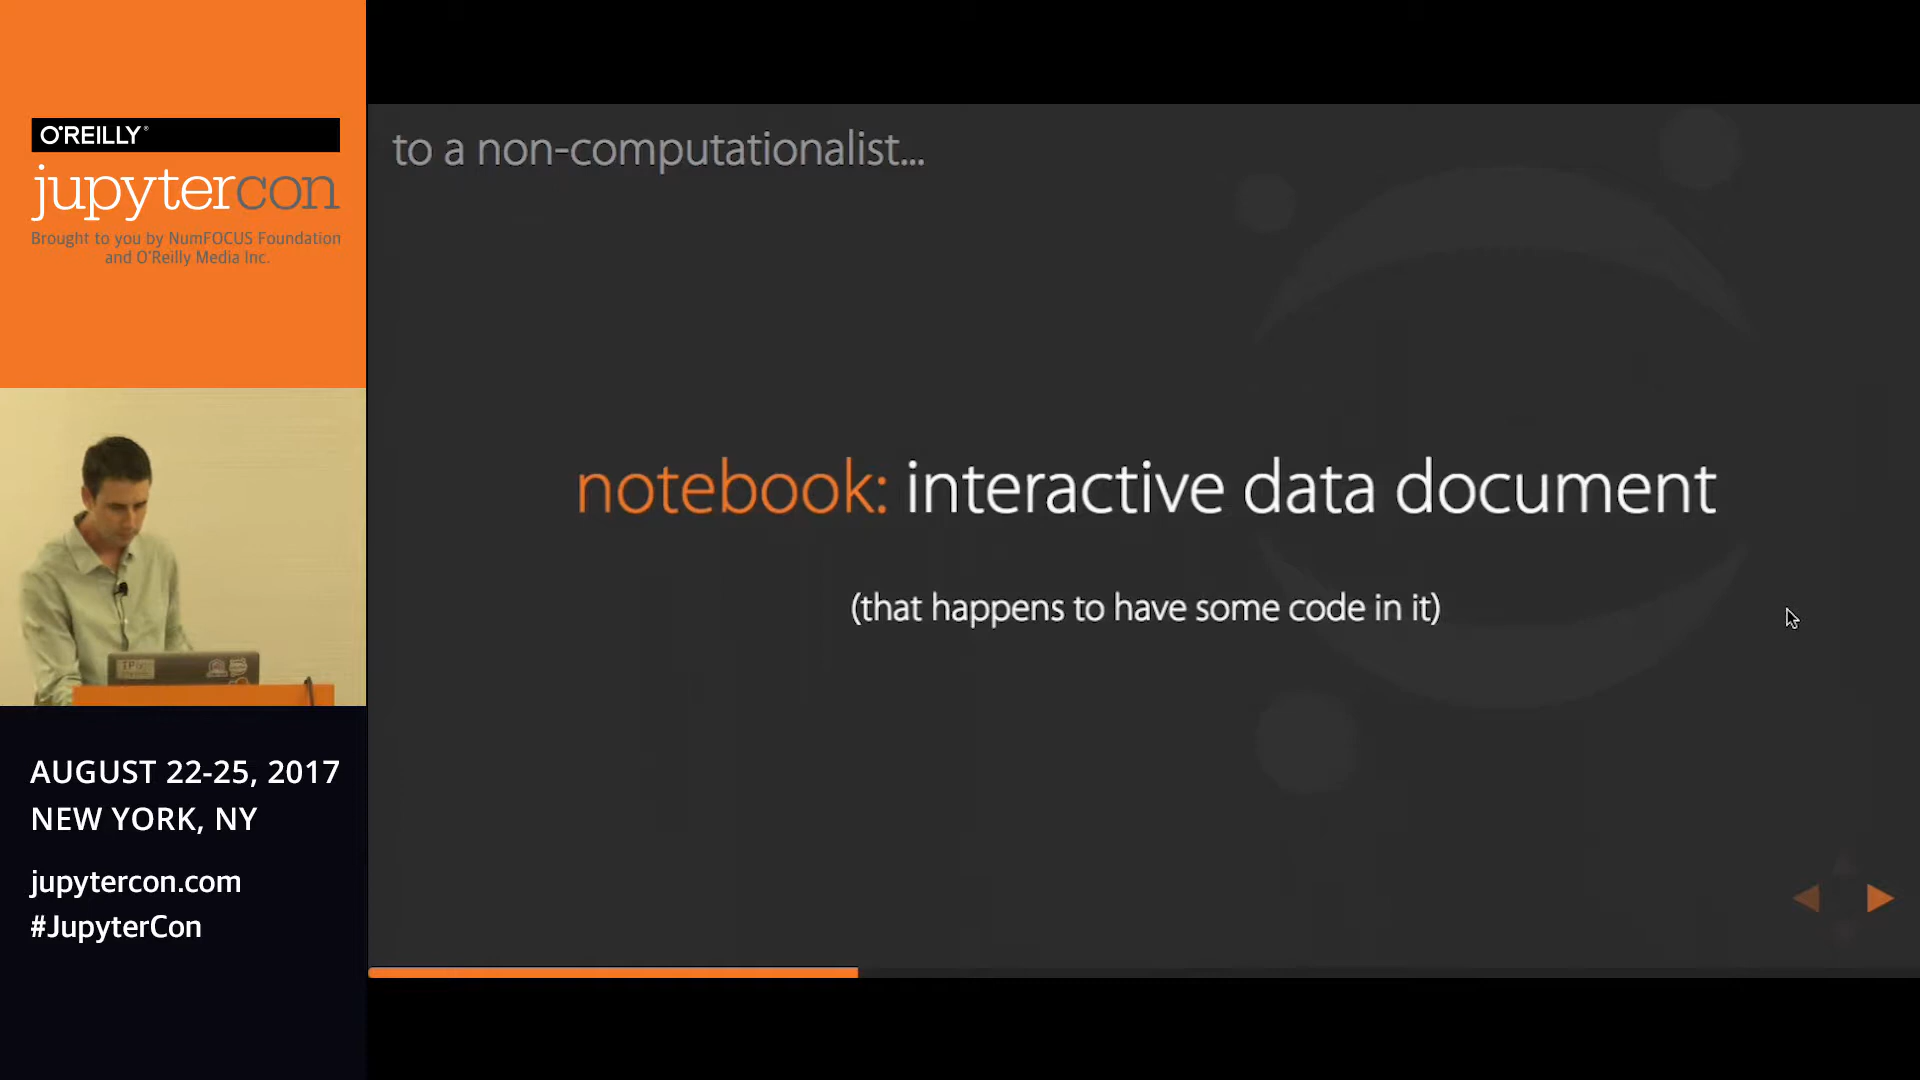 O'REILLY®
jupytercon
Brought to you by NumFOCUS Foundation
and O'Reilly Media Inc.
to a non-computationalist...
notebook: interactive data document
(that happens to have some code in it)
AUGUST 22-25, 2017
NEW YORK, NY
jupytercon.com
#JupyterCon